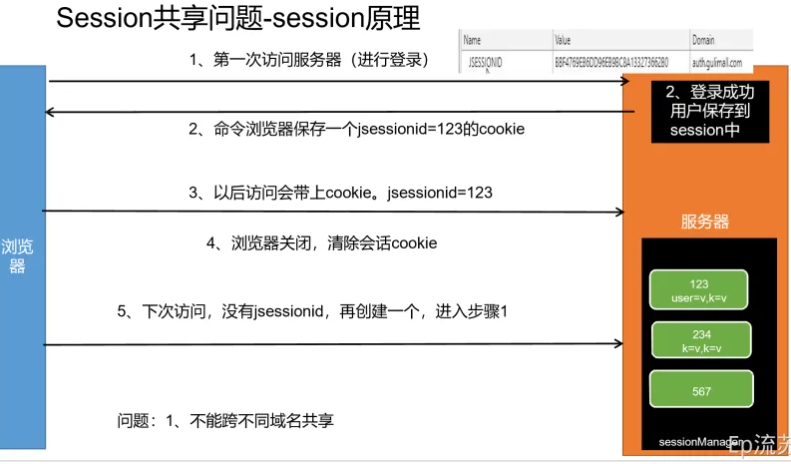 Session共享问题-session原理
Name Value Domain
JSESSIONID BBF4769EB6DD96EB9BC8A133273662B0 auth.gulimall.com
1、第一次访问服务器（进行登录）
2、登录成功
用户保存到
session中
2、命令浏览器保存一个jsessionid=123的cookie
3、以后访问会带上cookie。jsessionid=123
服务器
浏览
器
4、浏览器关闭，清除会话cookie
123
user=v,k=v
5、下次访问，没有jsessionid，再创建一个，进入步骤1
234
k=v,k=v
567
问题：1、不能跨不同域名共享
sessionManager
Ep流苏